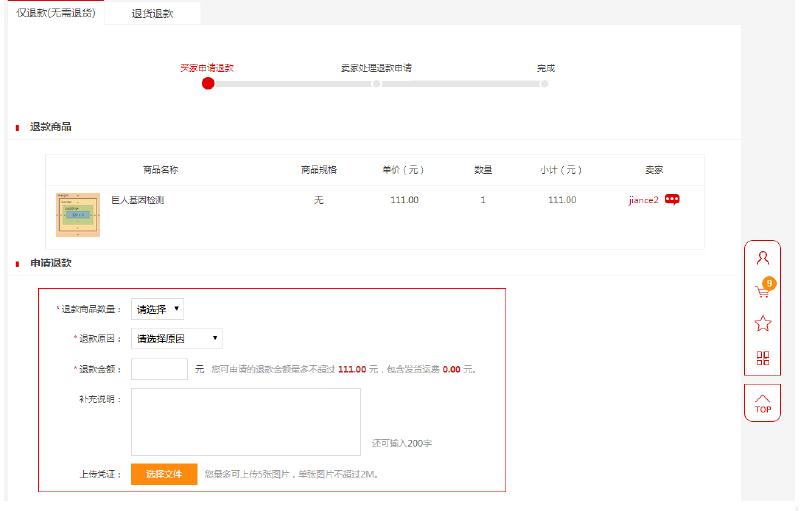 仅退款(无需退货) 退货退款
买家申请退款 卖家处理退款申请 完成
退款商品
商品名称 商品规格 单价（元） 数量 小计（元） 卖家
巨人基因检测 无 111.00 1 111.00 jiance2
申请退款
9
*退款商品数量： 请选择
*退款原因： 请选择原因
*退款金额： 元 您可申请的退款金额最多不超过 111.00 元，包含发货运费 0.00 元。
补充说明：
TOP
还可输入200字
上传凭证： 选择文件 您最多可上传5张图片，单张图片不超过2M。